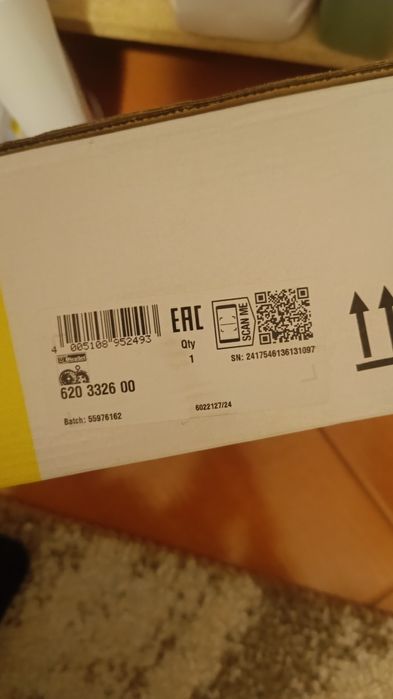 EAC
SCAN ME
4 005108 952493
Qty
1
SN: 2417546136131097
620 3326 00
6022127/24
Batch: 55976162